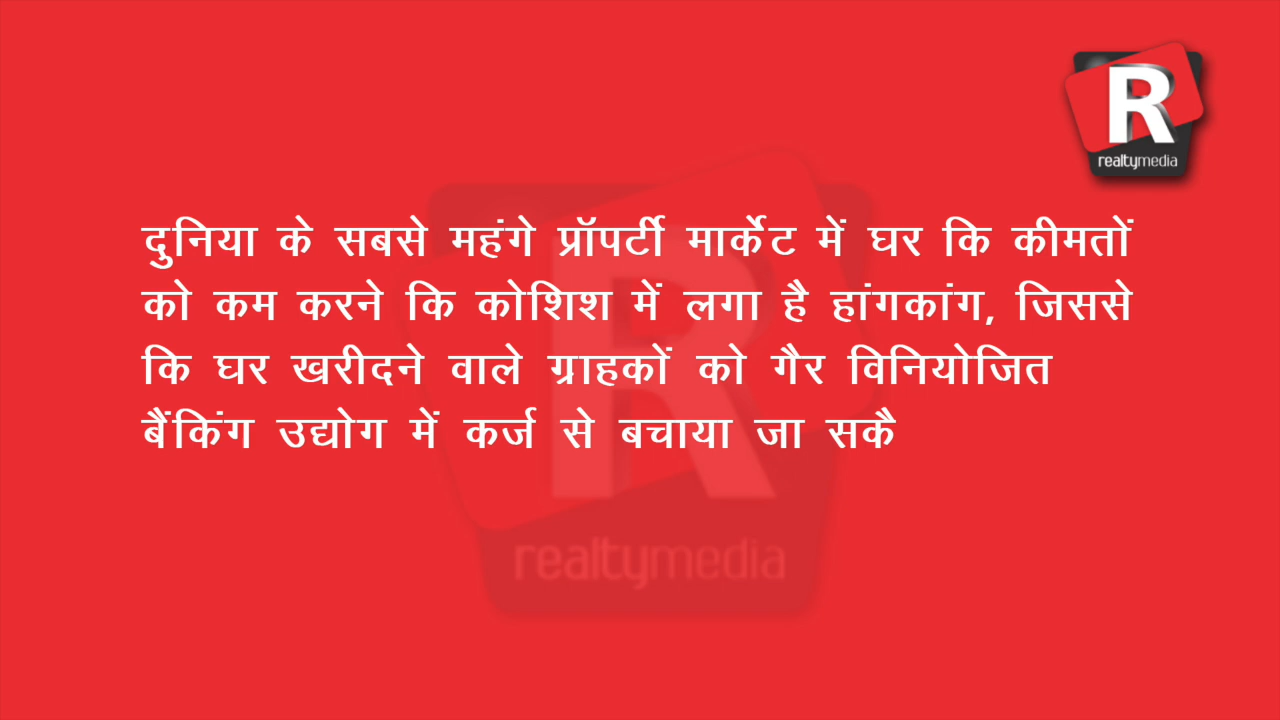 R
realtymedia
दुनिया के सबसे महंगे प्रॉपर्टी मार्केट में घर कि कीमतों
को कम करने कि कोशिश में लगा है हांगकांग, जिससे
कि घर खरीदने वाले ग्राहकों को गैर विनियोजित
बैंकिंग उद्योग में कर्ज से बचाया जा सकै
R
realtymedia